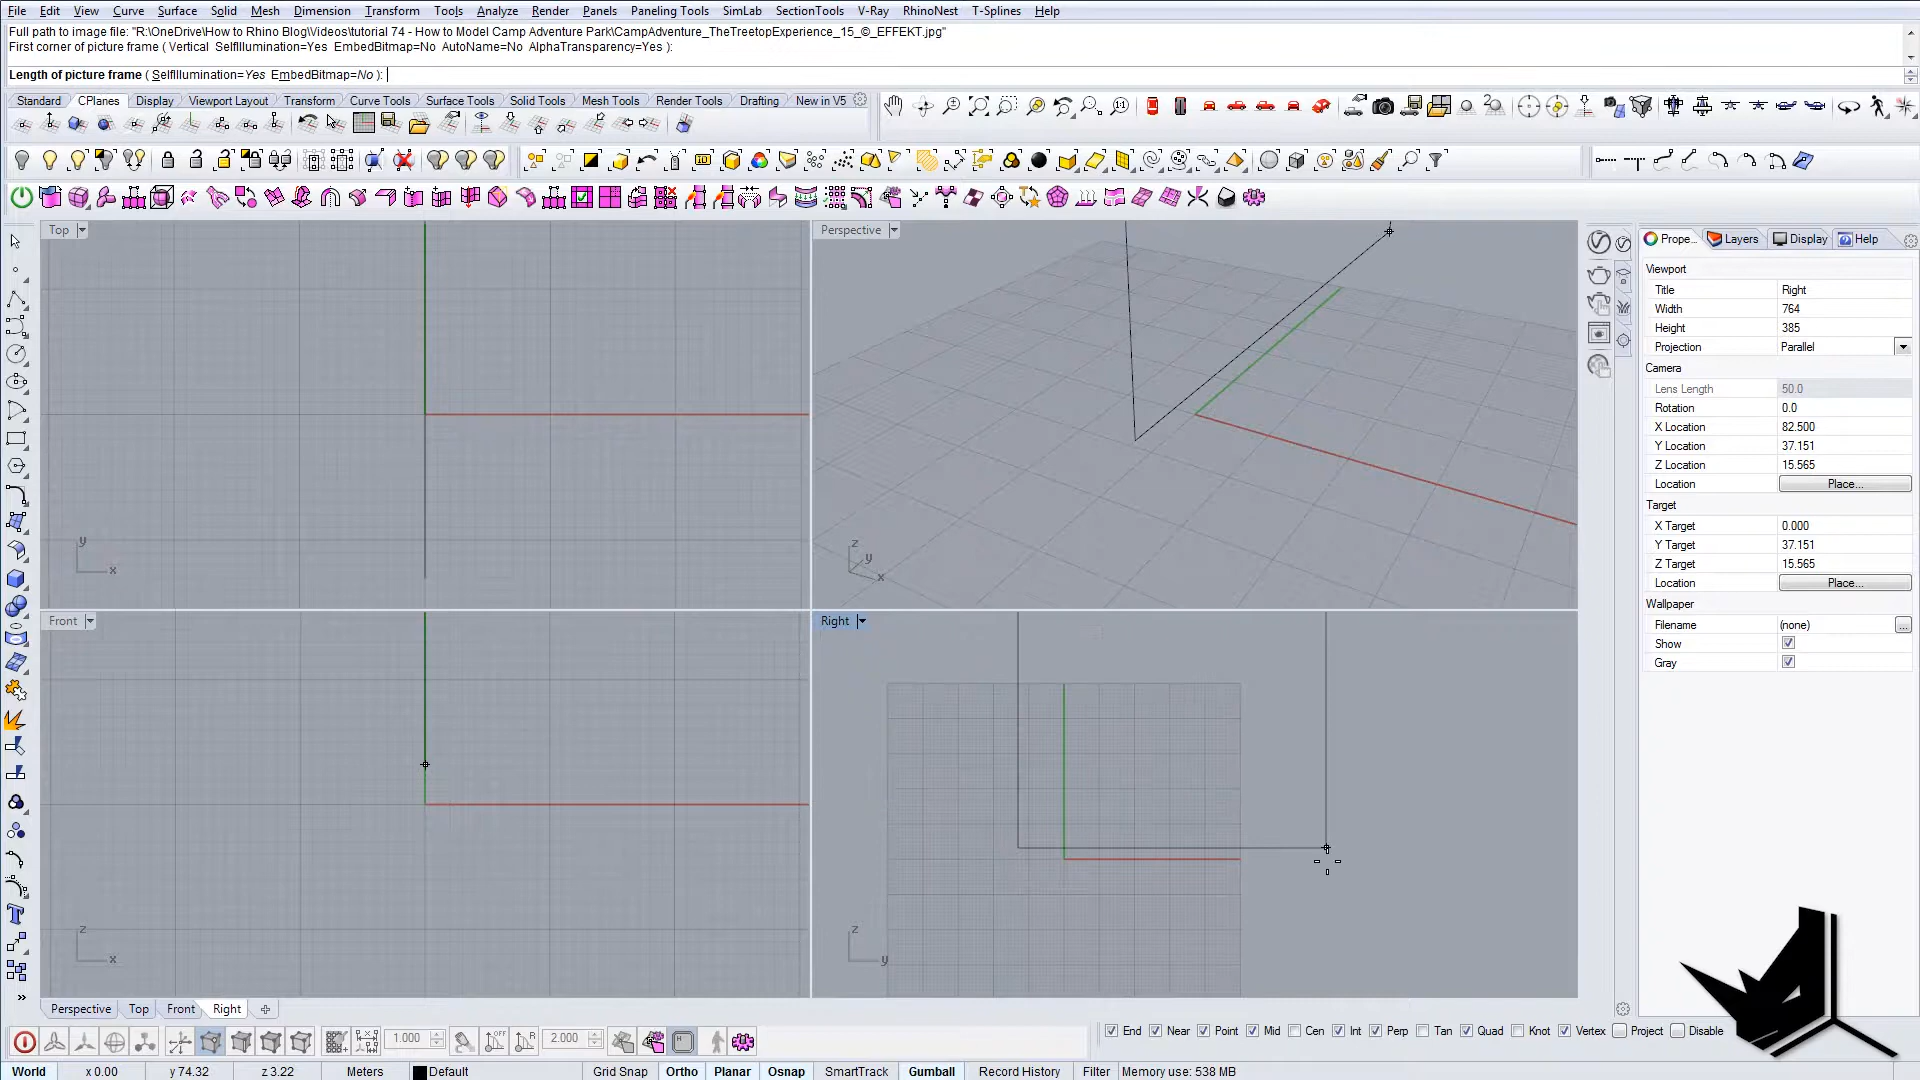 File Edit View Curve Surface Solid Mesh Dimension Transform Tools Analyze Render Panels Paneling Tools SimLab SectionTools V-Ray RhinoNest T-Splines Help
Full path to image file: "R:\OneDrive\How to Rhino Blog\Videos\tutorial 74 - How to Model Camp Adventure Park\CampAdventure_TheTreetopExperience_15_©_EFFEKT.jpg"
First corner of picture frame ( Vertical SelfIllumination=Yes EmbedBitmap=No AutoName=No AlphaTransparency=Yes ):
Length of picture frame ( SelfIllumination=Yes EmbedBitmap=No ):
Standard CPlanes Display Viewport Layout Transform Curve Tools Surface Tools Solid Tools Mesh Tools Render Tools Drafting New in V5
Top
Perspective
Prope... Layers Display Help
Viewport
Title Right
Width 764
Height 385
Projection Parallel
Camera
Lens Length 50.0
Rotation 0.0
X Location 82.500
Y Location 37.151
Z Location 15.565
Location Place...
Target
X Target 0.000
Y Target 37.151
Z Target 15.565
Location Place...
Wallpaper
Filename (none) ...
Show
Gray
y
x
z
y
x
Front
Right
z
x
z
y
Perspective Top Front Right
1.000
2.000
End Near Point Mid Cen Int Perp Tan Quad Knot Vertex Project Disable
World x 0.00 y 74.32 z 3.22 Meters Default Grid Snap Ortho Planar Osnap SmartTrack Gumball Record History Filter Memory use: 538 MB